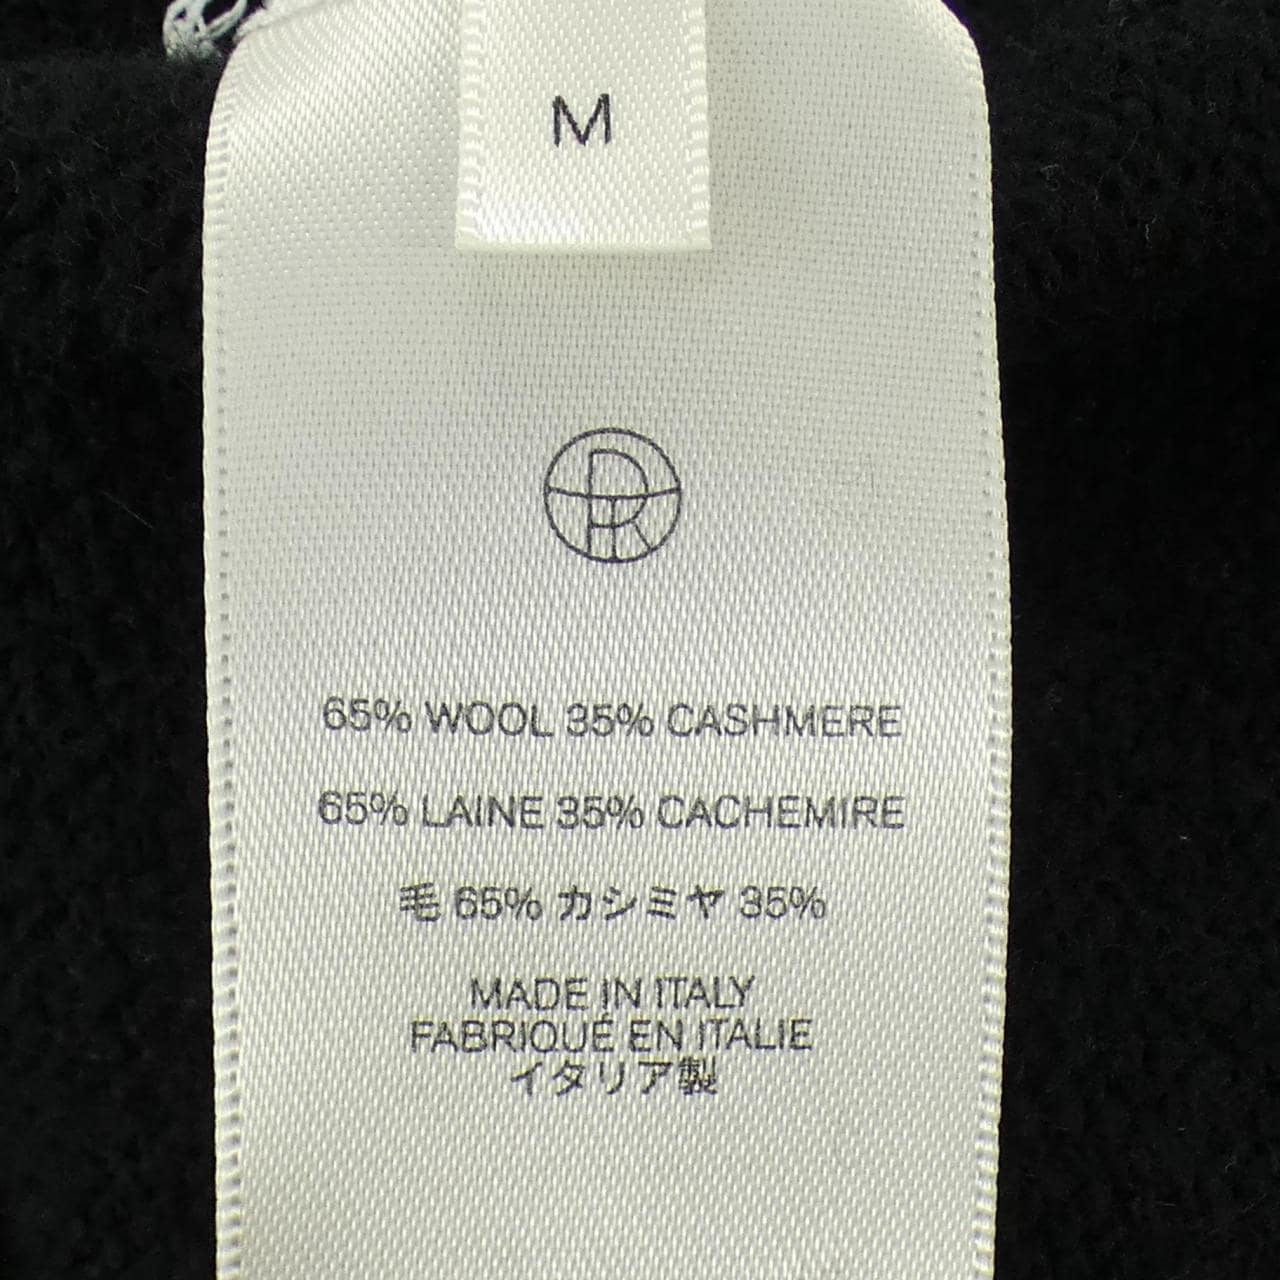 M
65% WOOL 35% CASHMERE
65% LAINE 35% CACHEMIRE
毛 65% カシミヤ 35%
MADE IN ITALY
FABRIQUÉ EN ITALIE
イタリア製